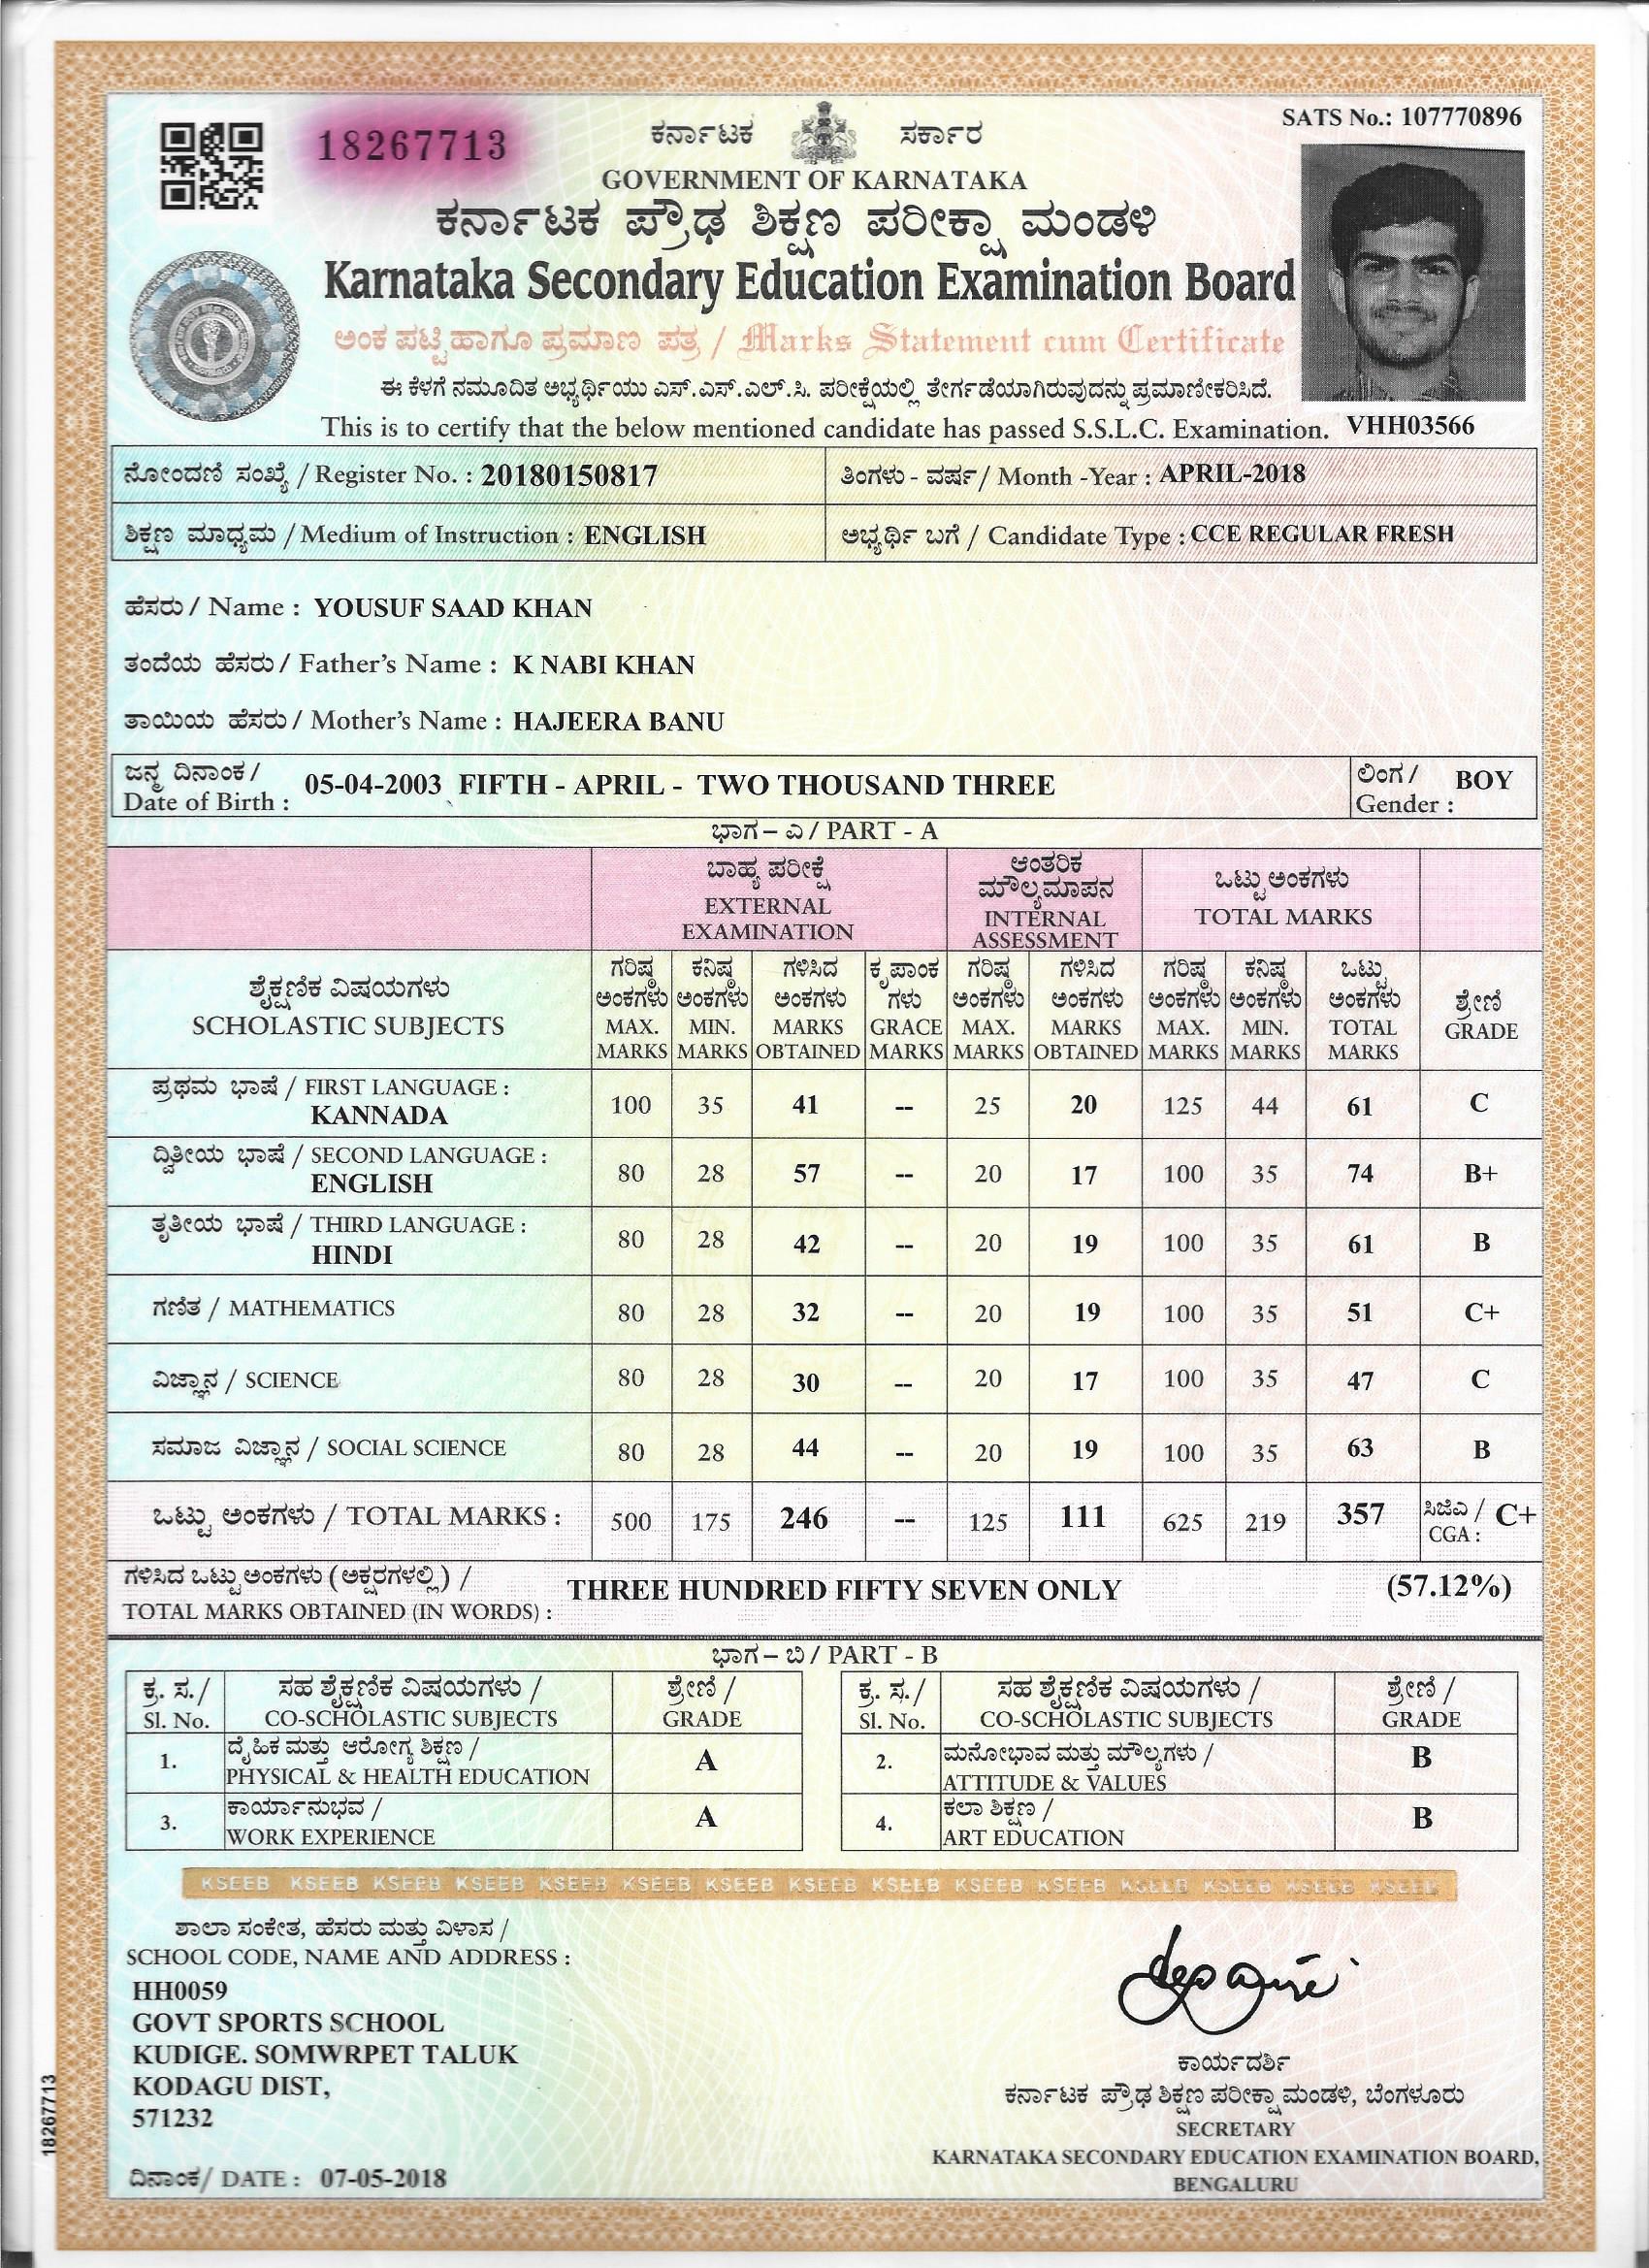 18267713
SATS No.: 107770896
ಕರ್ನಾಟಕ ಸರ್ಕಾರ
GOVERNMENT OF KARNATAKA
ಕರ್ನಾಟಕ ಪ್ರೌಢ ಶಿಕ್ಷಣ ಪರೀಕ್ಷಾ ಮಂಡಳಿ
Karnataka Secondary Education Examination Board
ಅಂಕ ಪಟ್ಟಿ ಹಾಗೂ ಪ್ರಮಾಣ ಪತ್ರ / Marks Statement cum Certificate
ಈ ಕೆಳಗೆ ನಮೂದಿತ ಅಭ್ಯರ್ಥಿಯು ಎಸ್.ಎಸ್.ಎಲ್.ಸಿ. ಪರೀಕ್ಷೆಯಲ್ಲಿ ತೇರ್ಗಡೆಯಾಗಿರುವುದನ್ನು ಪ್ರಮಾಣೀಕರಿಸಿದೆ.
This is to certify that the below mentioned candidate has passed S.S.L.C. Examination. VHH03566
ನೋಂದಣಿ ಸಂಖ್ಯೆ / Register No. : 20180150817 ತಿಂಗಳು - ವರ್ಷ / Month -Year : APRIL-2018
ಶಿಕ್ಷಣ ಮಾಧ್ಯಮ / Medium of Instruction : ENGLISH ಅಭ್ಯರ್ಥಿ ಬಗೆ / Candidate Type : CCE REGULAR FRESH
ಹೆಸರು / Name : YOUSUF SAAD KHAN
ತಂದೆಯ ಹೆಸರು / Father's Name : K NABI KHAN
ತಾಯಿಯ ಹೆಸರು / Mother's Name : HAJEERA BANU
ಜನ್ಮ ದಿನಾಂಕ /
Date of Birth : 05-04-2003 FIFTH - APRIL - TWO THOUSAND THREE
ಲಿಂಗ /
Gender : BOY
ಭಾಗ – ಎ / PART - A
ಬಾಹ್ಯ ಪರೀಕ್ಷೆ
EXTERNAL
EXAMINATION
ಆಂತರಿಕ
ಮೌಲ್ಯಮಾಪನ
INTERNAL
ASSESSMENT
ಒಟ್ಟು ಅಂಕಗಳು
TOTAL MARKS
ಶೈಕ್ಷಣಿಕ ವಿಷಯಗಳು
SCHOLASTIC SUBJECTS
ಗರಿಷ್ಠ ಕನಿಷ್ಠ ಗಳಿಸಿದ ಕೃಪಾಂಕ ಗರಿಷ್ಠ ಗಳಿಸಿದ ಗರಿಷ್ಠ ಕನಿಷ್ಠ ಒಟ್ಟು
ಅಂಕಗಳು ಅಂಕಗಳು ಅಂಕಗಳು ಗಳು ಅಂಕಗಳು ಅಂಕಗಳು ಅಂಕಗಳು ಅಂಕಗಳು ಅಂಕಗಳು ಶ್ರೇಣಿ
MAX. MIN. MARKS GRACE MAX. MARKS MAX. MIN. TOTAL GRADE
MARKS MARKS OBTAINED MARKS MARKS OBTAINED MARKS MARKS MARKS
ಪ್ರಥಮ ಭಾಷೆ / FIRST LANGUAGE :
KANNADA 100 35 41 -- 25 20 125 44 61 C
ದ್ವಿತೀಯ ಭಾಷೆ / SECOND LANGUAGE :
ENGLISH 80 28 57 -- 20 17 100 35 74 B+
ತೃತೀಯ ಭಾಷೆ / THIRD LANGUAGE :
HINDI 80 28 42 -- 20 19 100 35 61 B
ಗಣಿತ / MATHEMATICS 80 28 32 -- 20 19 100 35 51 C+
ವಿಜ್ಞಾನ / SCIENCE 80 28 30 -- 20 17 100 35 47 C
ಸಮಾಜ ವಿಜ್ಞಾನ / SOCIAL SCIENCE 80 28 44 -- 20 19 100 35 63 B
ಒಟ್ಟು ಅಂಕಗಳು / TOTAL MARKS : 500 175 246 -- 125 111 625 219 357 ಸಿಜಿಎ / CGA : C+
ಗಳಿಸಿದ ಒಟ್ಟು ಅಂಕಗಳು (ಅಕ್ಷರಗಳಲ್ಲಿ) /
TOTAL MARKS OBTAINED (IN WORDS) : THREE HUNDRED FIFTY SEVEN ONLY (57.12%)
ಭಾಗ – ಬಿ / PART - B
ಕ್ರ. ಸ./ ಸಹ ಶೈಕ್ಷಣಿಕ ವಿಷಯಗಳು / ಶ್ರೇಣಿ / ಕ್ರ. ಸ./ ಸಹ ಶೈಕ್ಷಣಿಕ ವಿಷಯಗಳು / ಶ್ರೇಣಿ /
Sl. No. CO-SCHOLASTIC SUBJECTS GRADE Sl. No. CO-SCHOLASTIC SUBJECTS GRADE
1. ದೈಹಿಕ ಮತ್ತು ಆರೋಗ್ಯ ಶಿಕ್ಷಣ /
PHYSICAL & HEALTH EDUCATION A
2. ಮನೋಭಾವ ಮತ್ತು ಮೌಲ್ಯಗಳು /
ATTITUDE & VALUES B
3. ಕಾರ್ಯಾನುಭವ /
WORK EXPERIENCE A
4. ಕಲಾ ಶಿಕ್ಷಣ /
ART EDUCATION B
KSEEB KSEEB KSEEB KSEEB KSEEB KSEEB KSEEB KSEEB KSEEB KSEEB KSEEB KSEEB KSEEB KSEEB KSEEB
ಶಾಲಾ ಸಂಕೇತ, ಹೆಸರು ಮತ್ತು ವಿಳಾಸ /
SCHOOL CODE, NAME AND ADDRESS :
HH0059
GOVT SPORTS SCHOOL
KUDIGE. SOMWRPET TALUK
KODAGU DIST,
571232
ದಿನಾಂಕ/ DATE : 07-05-2018
ಕಾರ್ಯದರ್ಶಿ
ಕರ್ನಾಟಕ ಪ್ರೌಢ ಶಿಕ್ಷಣ ಪರೀಕ್ಷಾ ಮಂಡಳಿ, ಬೆಂಗಳೂರು
SECRETARY
KARNATAKA SECONDARY EDUCATION EXAMINATION BOARD,
BENGALURU
18267713